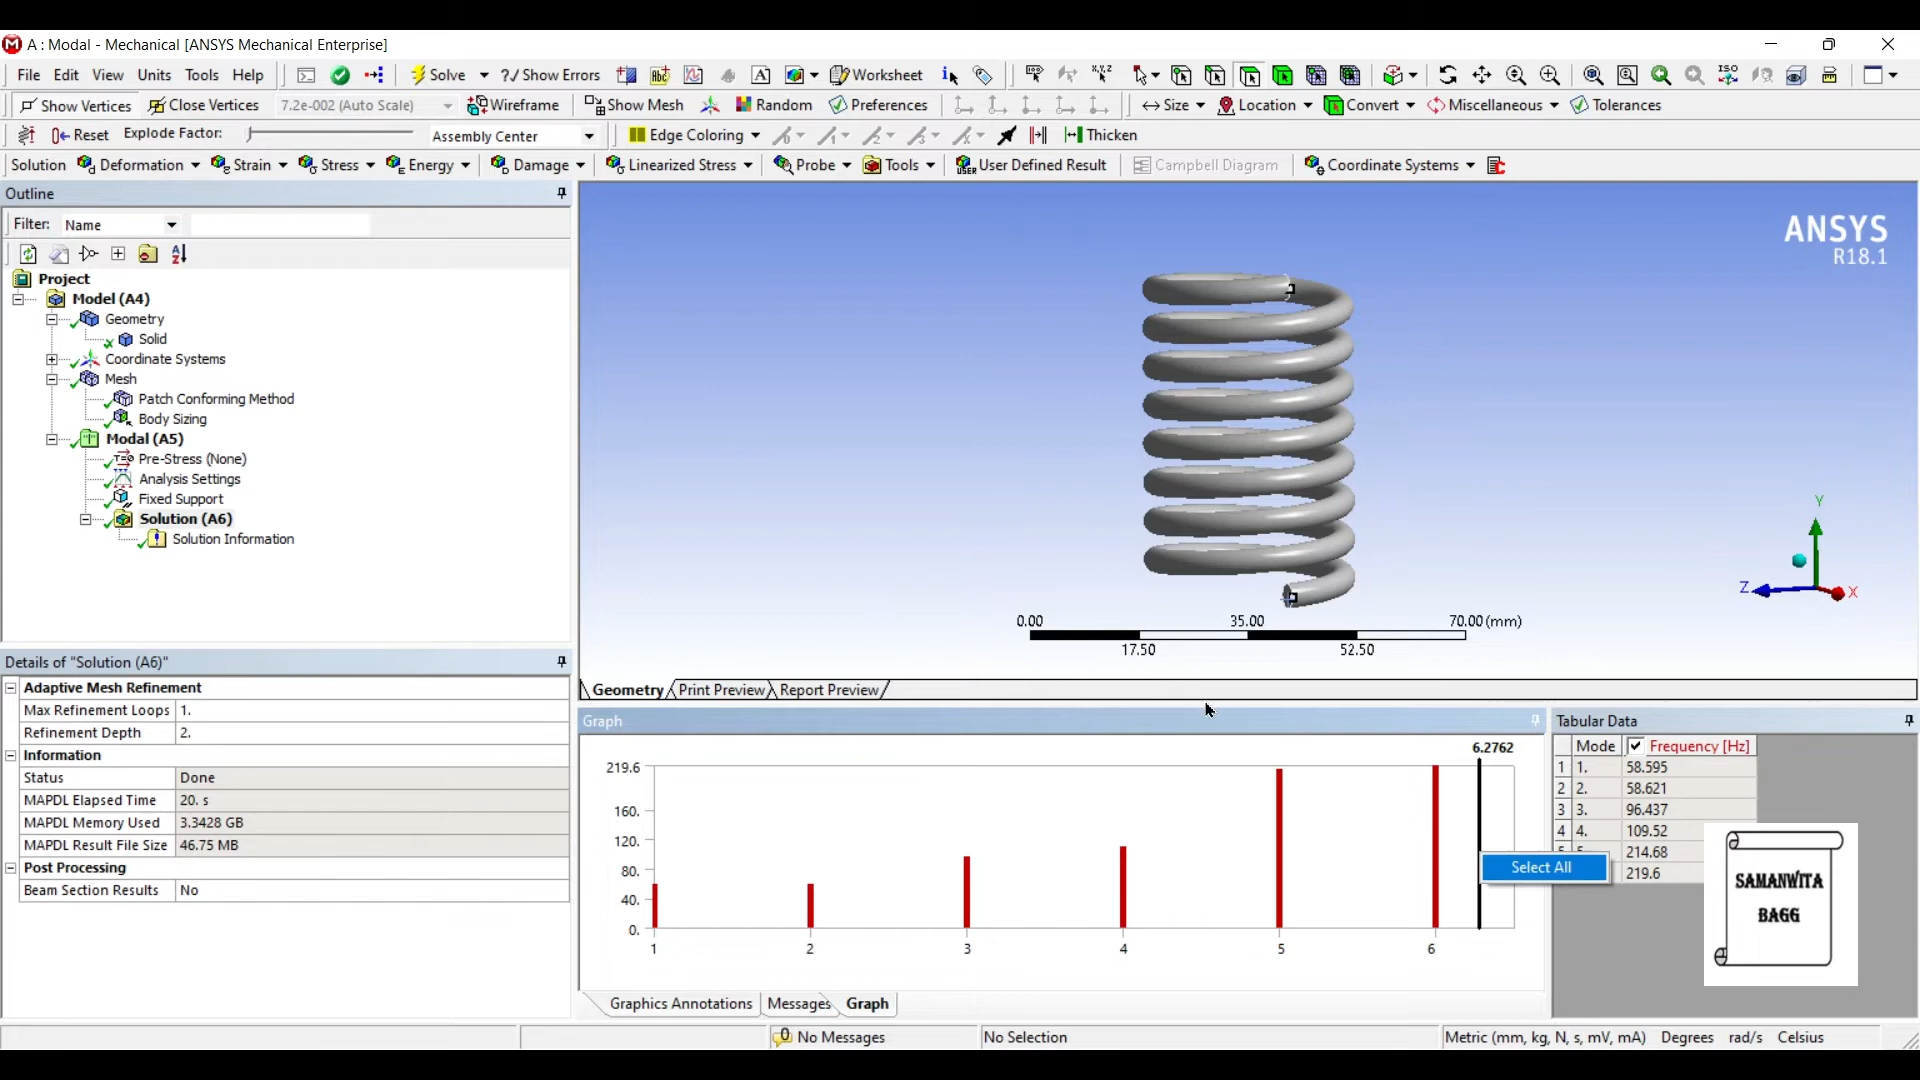 A : Modal - Mechanical [ANSYS Mechanical Enterprise]
File Edit View Units Tools Help Solve ?/ Show Errors Worksheet
Show Vertices Close Vertices 7.2e-002 (Auto Scale) Wireframe Show Mesh Random Preferences Size Location Convert Miscellaneous Tolerances
Reset Explode Factor: Assembly Center Edge Coloring Thicken
Solution Deformation Strain Stress Energy Damage Linearized Stress Probe Tools User Defined Result Campbell Diagram Coordinate Systems
Outline
Filter: Name
Project
Model (A4)
Geometry
Solid
Coordinate Systems
Mesh
Patch Conforming Method
Body Sizing
Modal (A5)
Pre-Stress (None)
Analysis Settings
Fixed Support
Solution (A6)
Solution Information
Details of "Solution (A6)"
Adaptive Mesh Refinement
Max Refinement Loops 1.
Refinement Depth 2.
Information
Status Done
MAPDL Elapsed Time 20. s
MAPDL Memory Used 3.3428 GB
MAPDL Result File Size 46.75 MB
Post Processing
Beam Section Results No
ANSYS
R18.1
Y
Z X
0.00 35.00 70.00 (mm)
17.50 52.50
Geometry Print Preview Report Preview
Graph
6.2762
219.6
160.
120.
80.
40.
0.
1 2 3 4 5 6
Select All
Graphics Annotations Messages Graph
Tabular Data
Mode Frequency [Hz]
1 1. 58.595
2 2. 58.621
3 3. 96.437
4 4. 109.52
214.68
219.6
SAMANWITA
BAGG
No Messages No Selection Metric (mm, kg, N, s, mV, mA) Degrees rad/s Celsius